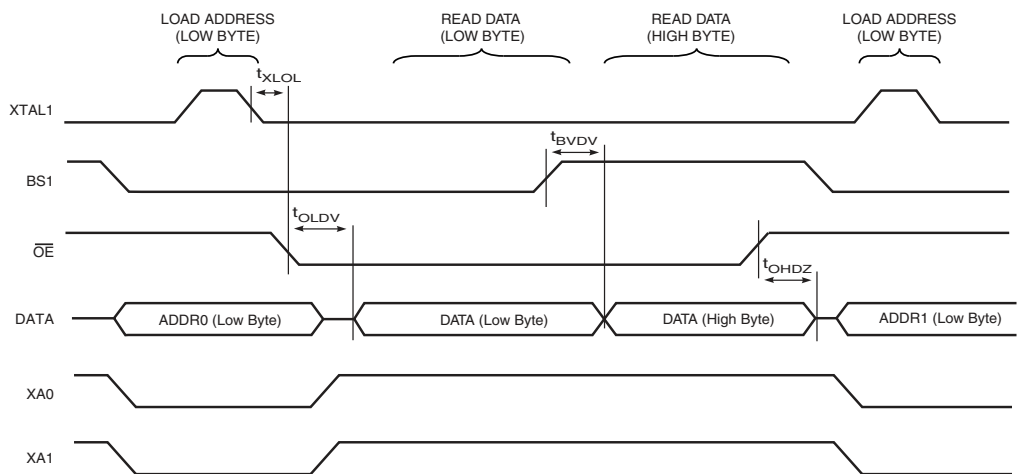 LOAD ADDRESS
(LOW BYTE)
READ DATA
(LOW BYTE)
READ DATA
(HIGH BYTE)
LOAD ADDRESS
(LOW BYTE)
tXLOL
XTAL1
tBVDV
BS1
tOLDV
OE
tOHDZ
DATA
ADDR0 (Low Byte)
DATA (Low Byte)
DATA (High Byte)
ADDR1 (Low Byte)
XA0
XA1